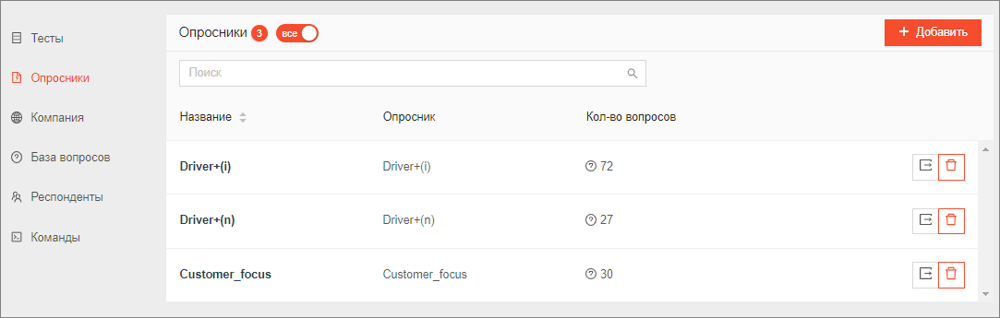 Тесты
Опросники
Компания
База вопросов
Респонденты
Команды
Опросники 3 все
+ Добавить
Поиск
Название Опросник Кол-во вопросов
Driver+(i) Driver+(i) 72
Driver+(n) Driver+(n) 27
Customer_focus Customer_focus 30